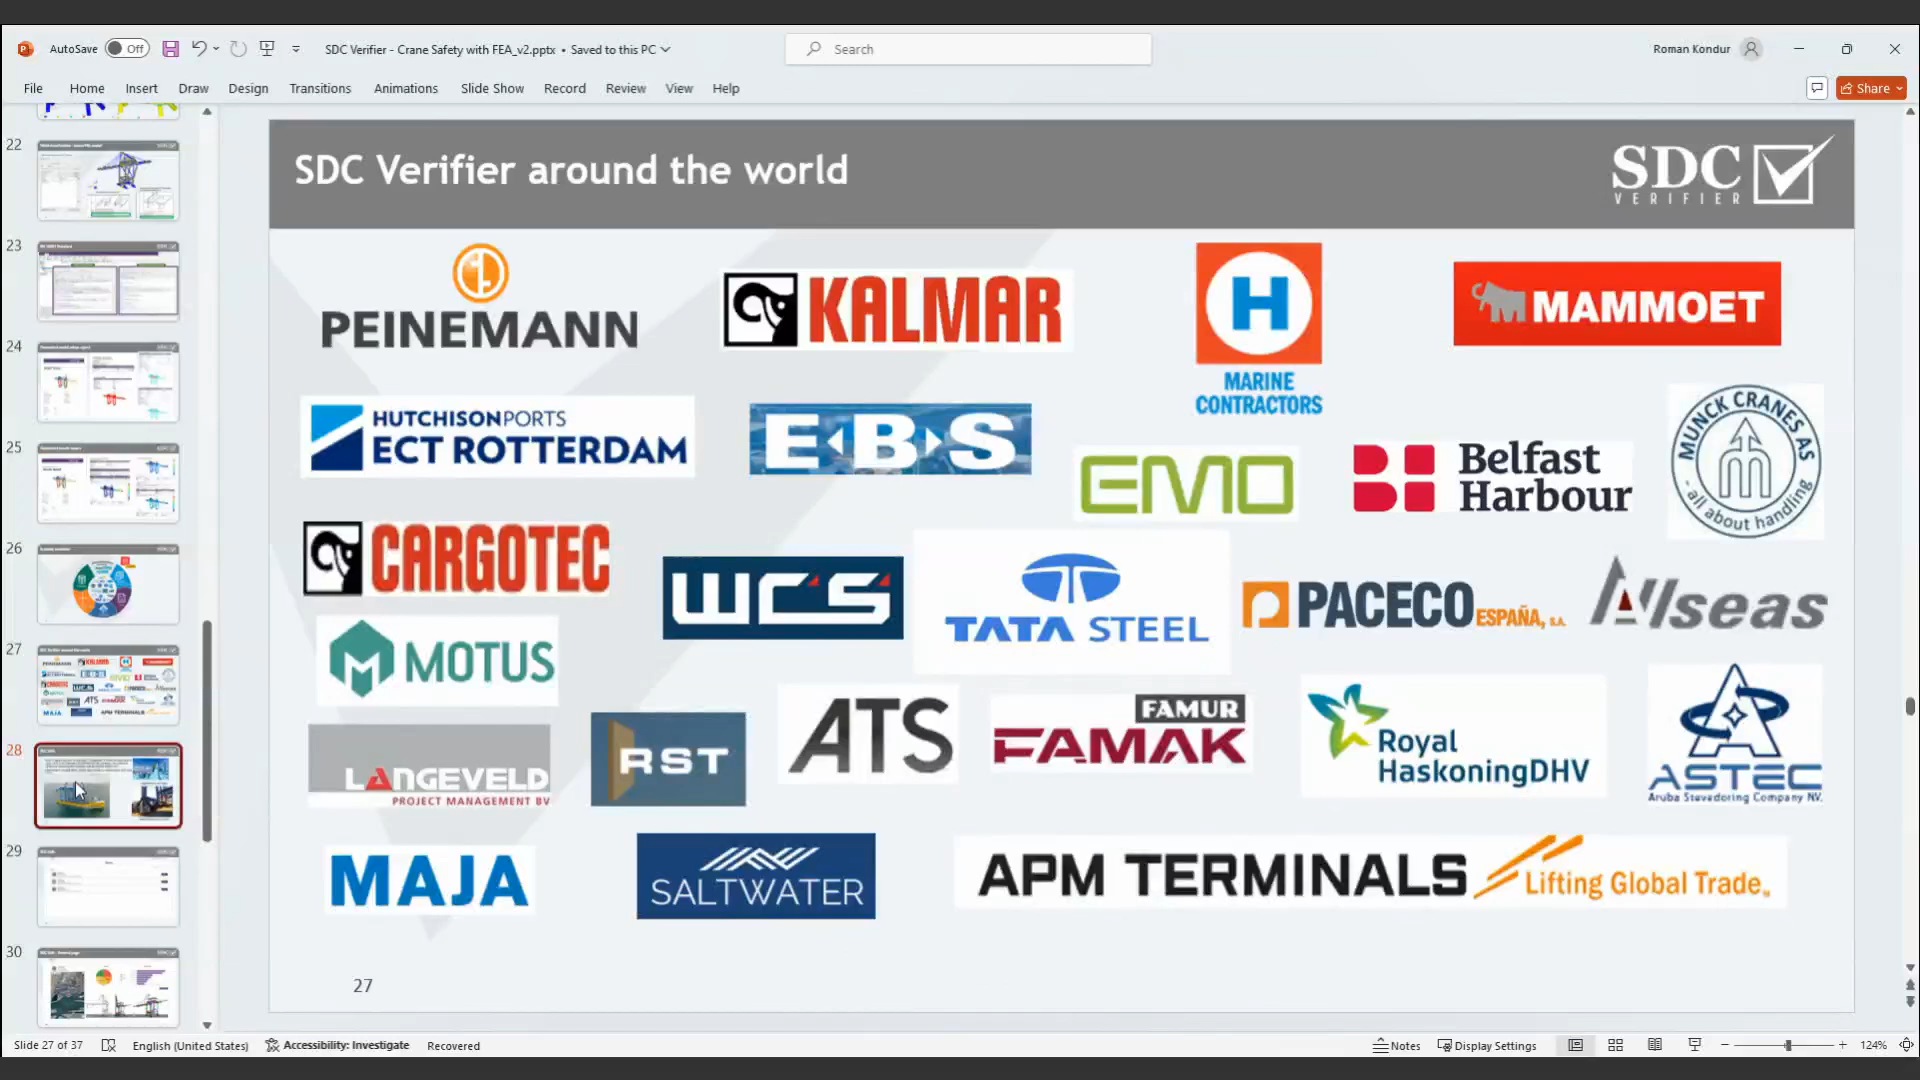 AutoSave
Off
SDC Verifier - Crane Safety with FEA_v2.pptx • Saved to this PC
Search
Roman Kondur
File
Home
Insert
Draw
Design
Transitions
Animations
Slide Show
Record
Review
View
Help
Share
22
23
24
25
26
27
28
29
30
SDC Verifier around the world
SDC
VERIFIER
PEINEMANN
KALMAR
H
MARINE
CONTRACTORS
MAMMOET
HUTCHISONPORTS
ECT ROTTERDAM
E B S
EMO
Belfast
Harbour
MUNCK CRANES AS
- all about handling -
CARGOTEC
WCS
TATA STEEL
PACECO
ESPAÑA, S.A.
Allseas
MOTUS
LANGEVELD
PROJECT MANAGEMENT BV
RST
ATS
FAMUR
FAMAK
Royal
HaskoningDHV
ASTEC
Aruba Stevedoring Company NV.
MAJA
SALTWATER
APM TERMINALS
Lifting Global Trade.
27
Slide 27 of 37
English (United States)
Accessibility: Investigate
Recovered
Notes
Display Settings
124%